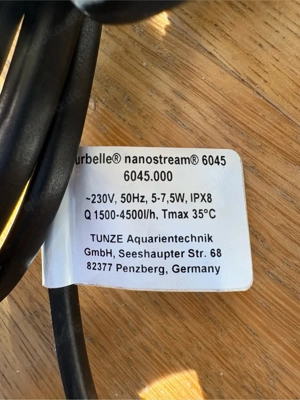 urbelle® nanostream® 6045
6045.000
~230V, 50Hz, 5-7,5W, IPX8
Q 1500-4500l/h, Tmax 35°C
TUNZE Aquarientechnik
GmbH, Seeshaupter Str. 68
82377 Penzberg, Germany